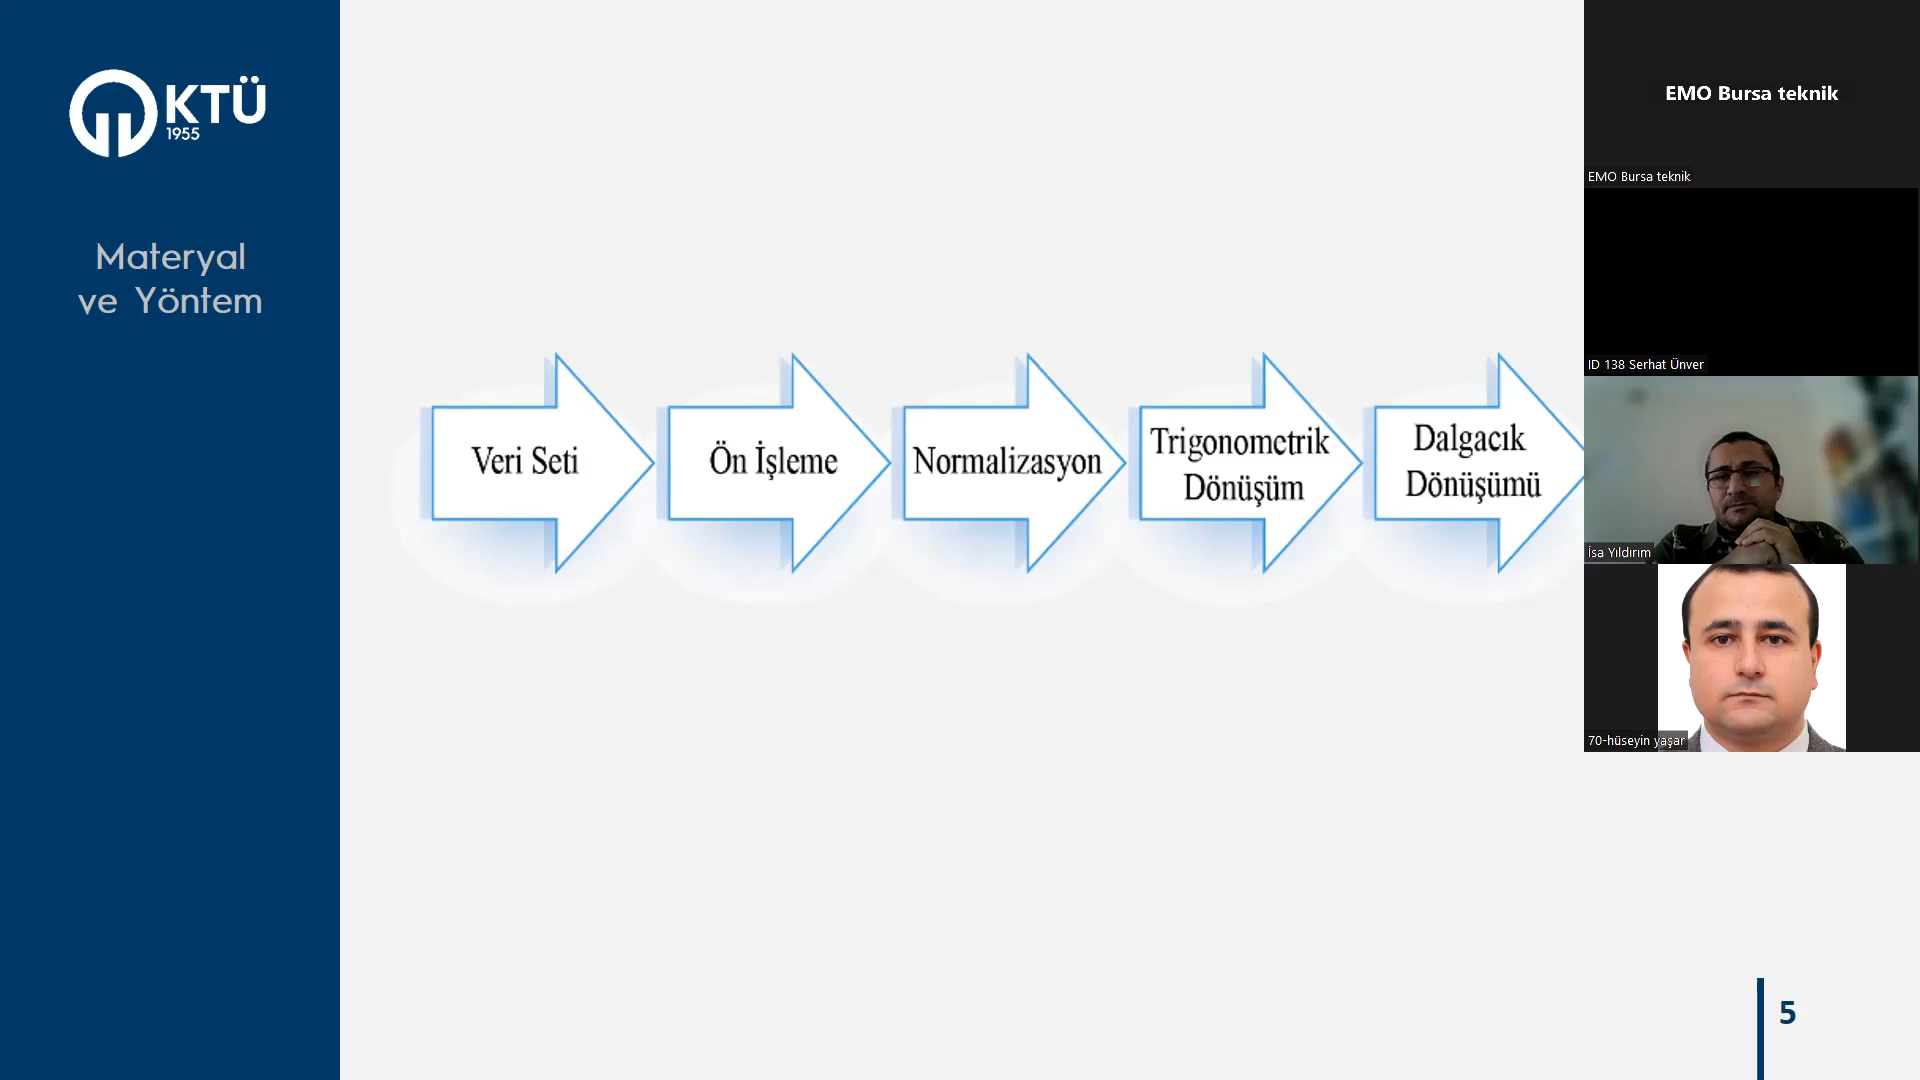 KTÜ
1955
Materyal
ve Yöntem
Veri Seti
Ön İşleme
Normalizasyon
Trigonometrik
Dönüşüm
Dalgacık
Dönüşümü
EMO Bursa teknik
EMO Bursa teknik
ID 138 Serhat Ünver
İsa Yıldırım
70-hüseyin yaşar
5